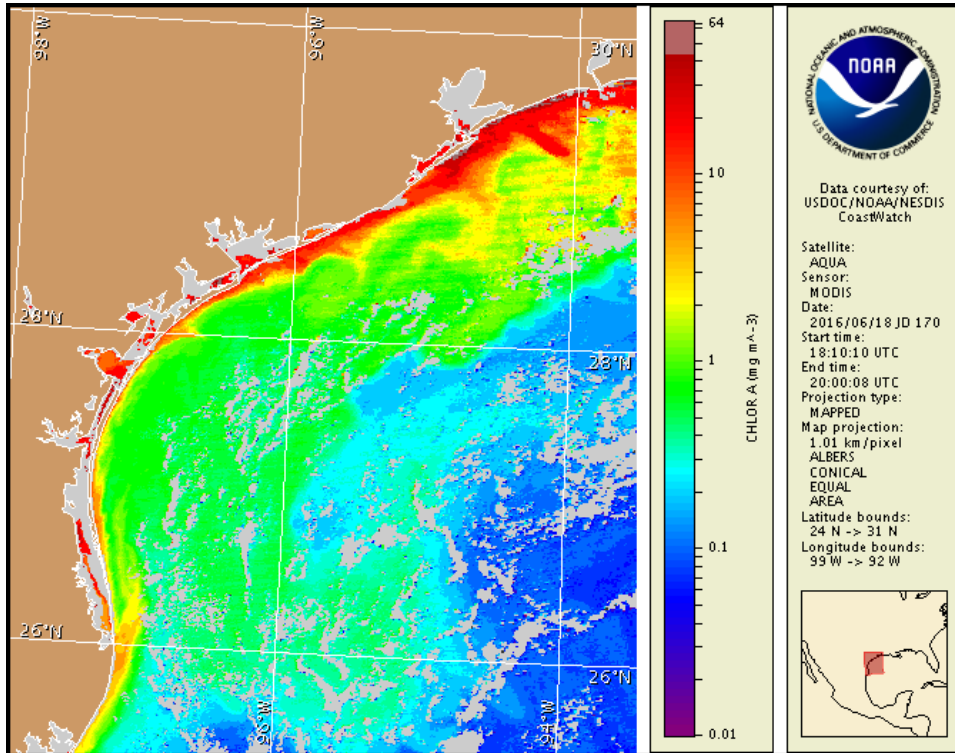 98°W
96°W
30°N
28°N
28°N
26°N
26°N
96°W
94°W
64
10
1
0.1
0.01
CHLOR A (mg m^-3)
NATIONAL OCEANIC AND ATMOSPHERIC ADMINISTRATION
NOAA
U.S. DEPARTMENT OF COMMERCE
Data courtesy of:
USDOC/NOAA/NESDIS
CoastWatch
Satellite:
AQUA
Sensor:
MODIS
Date:
2016/06/18 JD 170
Start time:
18:10:10 UTC
End time:
20:00:08 UTC
Projection type:
MAPPED
Map projection:
1.01 km/pixel
ALBERS
CONICAL
EQUAL
AREA
Latitude bounds:
24 N -> 31 N
Longitude bounds:
99 W -> 92 W